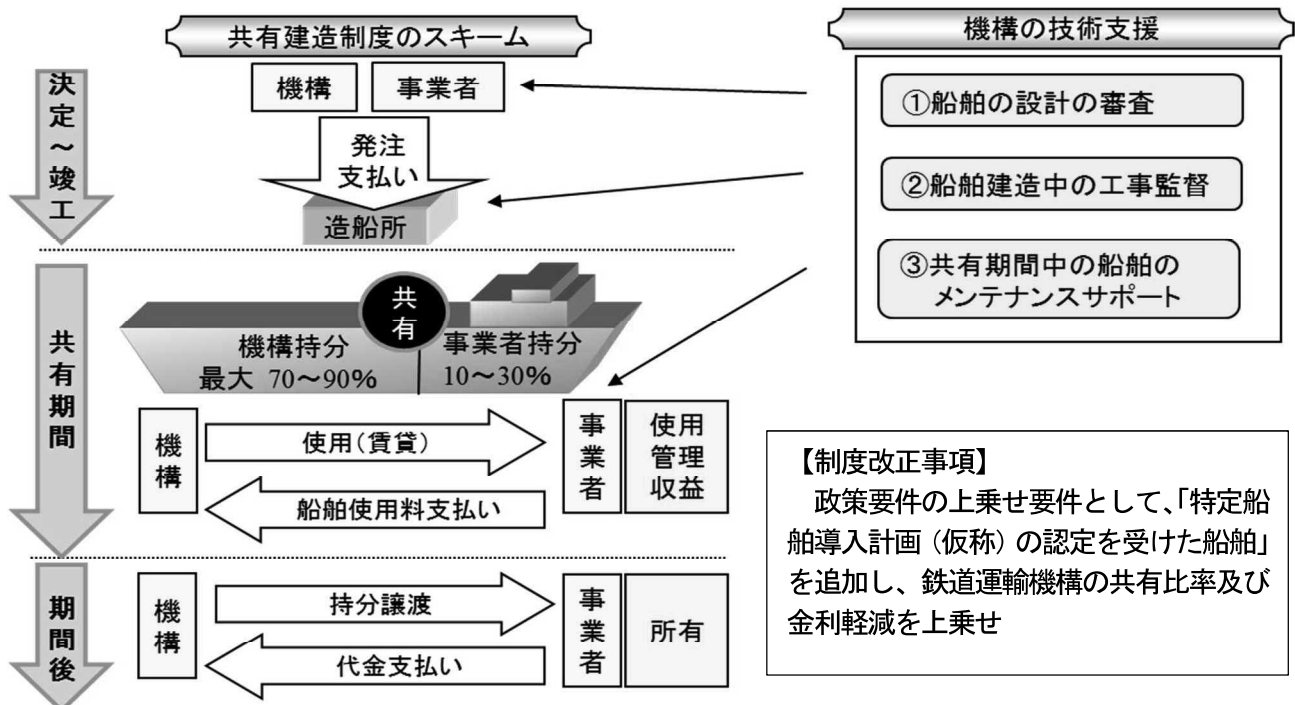 共有建造制度のスキーム
決定～竣工
機構
事業者
発注
支払い
造船所
共有期間
共有
機構持分
最大 70～90%
事業者持分
10～30%
機構
使用(賃貸)
船舶使用料支払い
事業者
使用
管理
収益
期間後
機構
持分譲渡
代金支払い
事業者
所有
機構の技術支援
①船舶の設計の審査
②船舶建造中の工事監督
③共有期間中の船舶の
メンテナンスサポート
【制度改正事項】
政策要件の上乗せ要件として、「特定船
舶導入計画（仮称）の認定を受けた船舶」
を追加し、鉄道運輸機構の共有比率及び
金利軽減を上乗せ